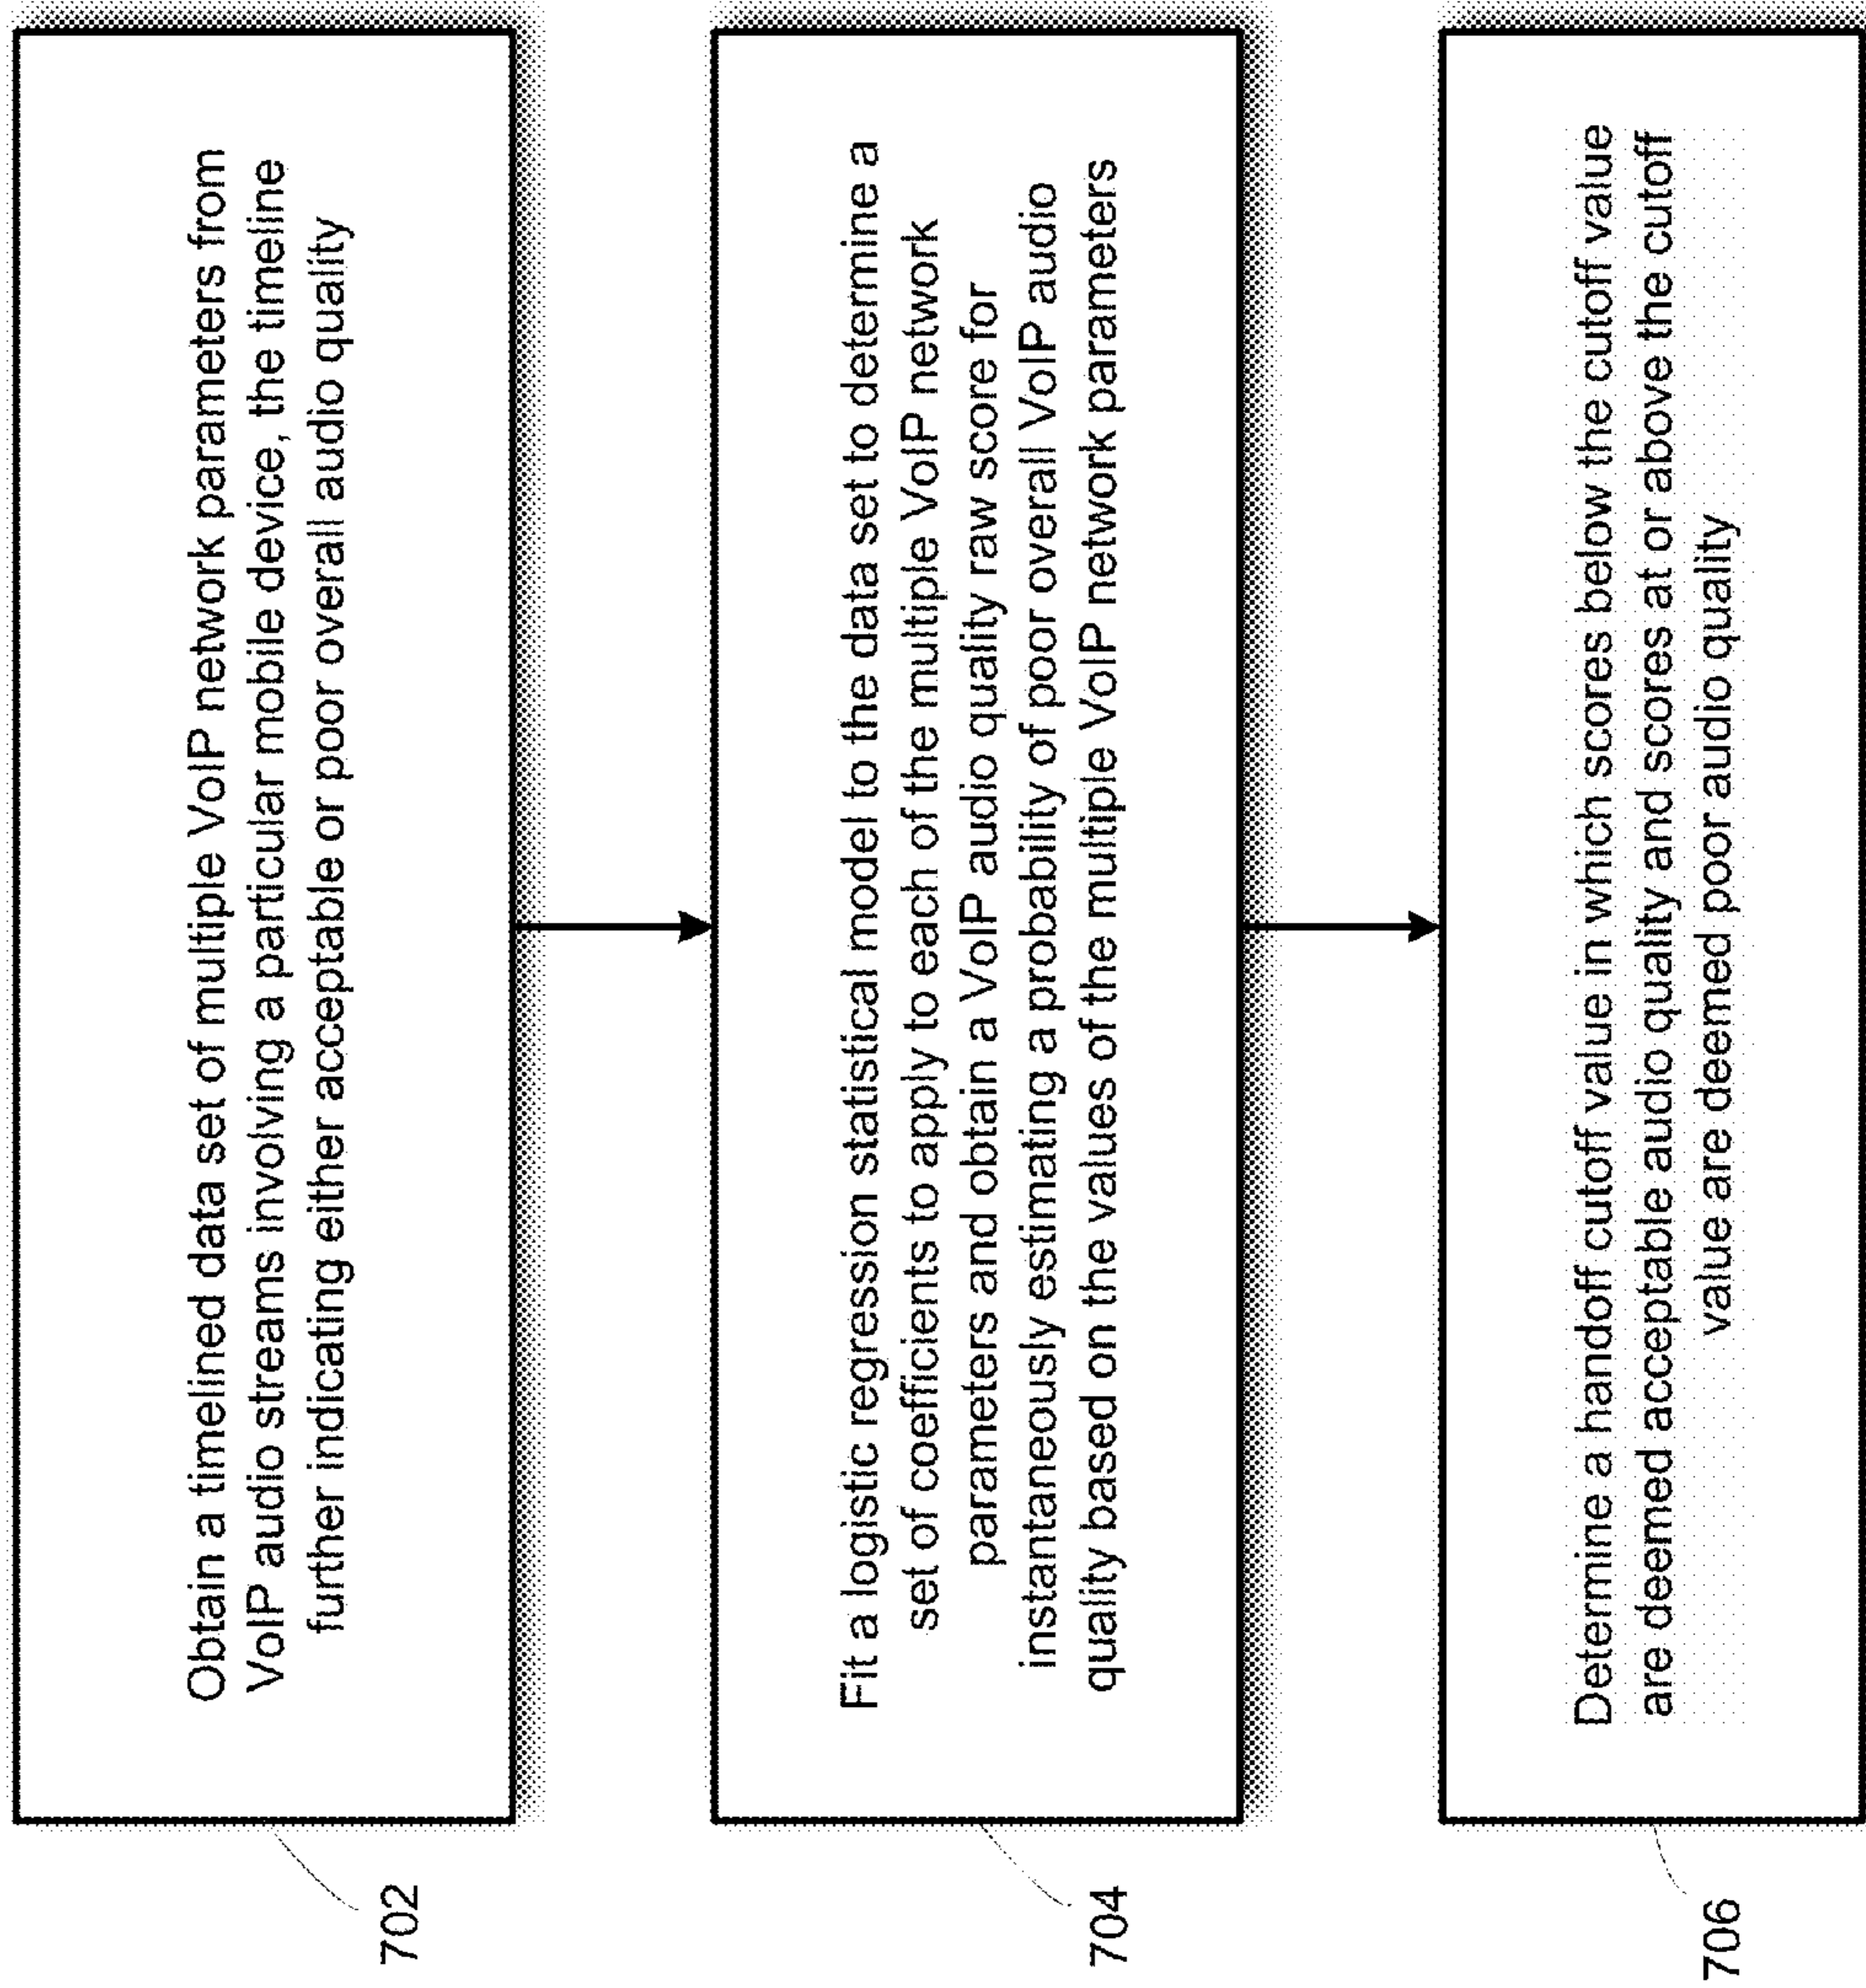 Obtain a timelined data set of multiple VoIP network parameters from
VoIP audio streams involving a particular mobile device, the timeline
further indicating either acceptable or poor overall audio quality
702
Fit a logistic regression statistical model to the data set to determine a
set of coefficients to apply to each of the multiple VoIP network
parameters and obtain a VoIP audio quality raw score for
instantaneously estimating a probability of poor overall VoIP audio
quality based on the values of the multiple VoIP network parameters
704
Determine a handoff cutoff value in which scores below the cutoff value
are deemed acceptable audio quality and scores at or above the cutoff
value are deemed poor audio quality
706